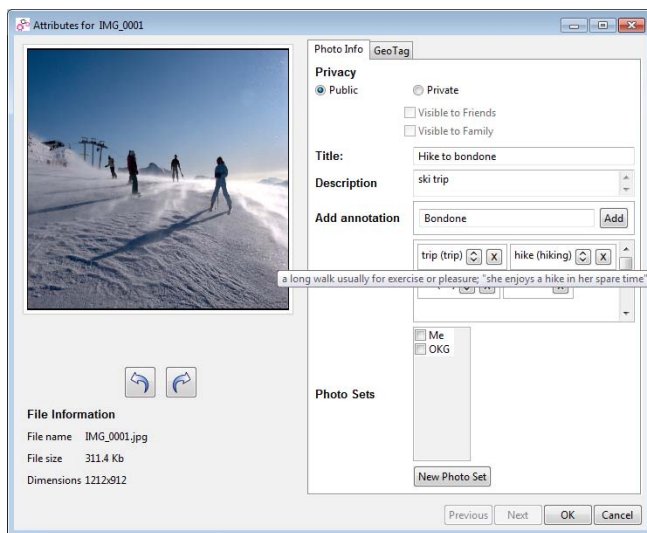 Attributes for IMG_0001
Photo Info GeoTag
Privacy
Public Private
Visible to Friends
Visible to Family
Title: Hike to bondone
Description ski trip
Add annotation Bondone Add
trip (trip) x hike (hiking) x
a long walk usually for exercise or pleasure; "she enjoys a hike in her spare time"
Me
OKG
Photo Sets
New Photo Set
File Information
File name IMG_0001.jpg
File size 311.4 Kb
Dimensions 1212x912
Previous Next OK Cancel